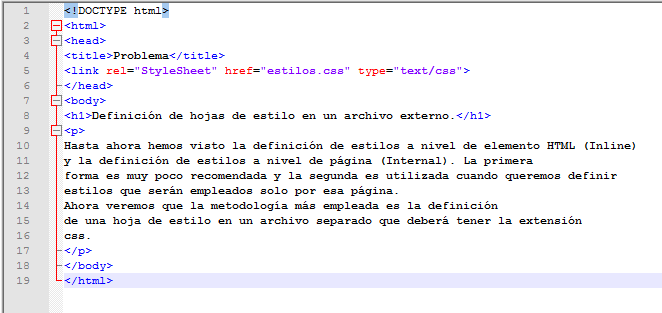 1 <!DOCTYPE html>
2 <html>
3 <head>
4 <title>Problema</title>
5 <link rel="StyleSheet" href="estilos.css" type="text/css">
6 </head>
7 <body>
8 <h1>Definición de hojas de estilo en un archivo externo.</h1>
9 <p>
10 Hasta ahora hemos visto la definición de estilos a nivel de elemento HTML (Inline)
11 y la definición de estilos a nivel de página (Internal). La primera
12 forma es muy poco recomendada y la segunda es utilizada cuando queremos definir
13 estilos que serán empleados solo por esa página.
14 Ahora veremos que la metodología más empleada es la definición
15 de una hoja de estilo en un archivo separado que deberá tener la extensión
16 css.
17 </p>
18 </body>
19 </html>